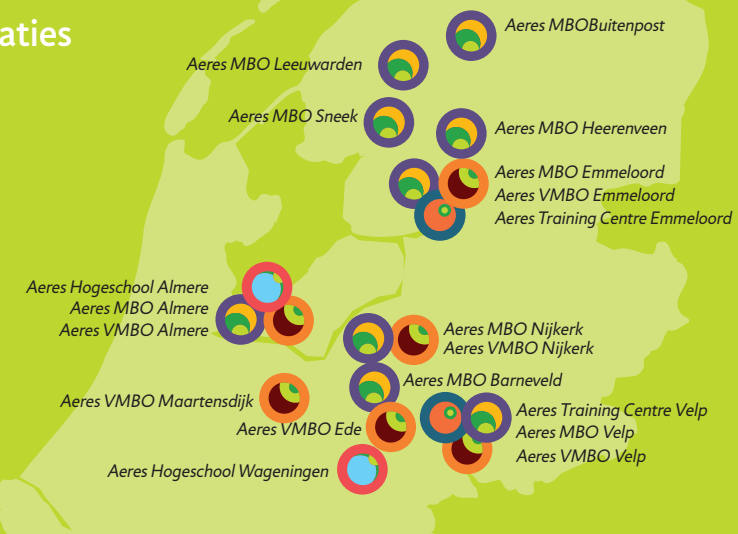 aties
Aeres MBOBuitenpost
Aeres MBO Leeuwarden
Aeres MBO Sneek
Aeres MBO Heerenveen
Aeres MBO Emmeloord
Aeres VMBO Emmeloord
Aeres Training Centre Emmeloord
Aeres Hogeschool Almere
Aeres MBO Almere
Aeres VMBO Almere
Aeres MBO Nijkerk
Aeres VMBO Nijkerk
Aeres MBO Barneveld
Aeres VMBO Maartensdijk
Aeres Training Centre Velp
Aeres VMBO Ede
Aeres MBO Velp
Aeres VMBO Velp
Aeres Hogeschool Wageningen